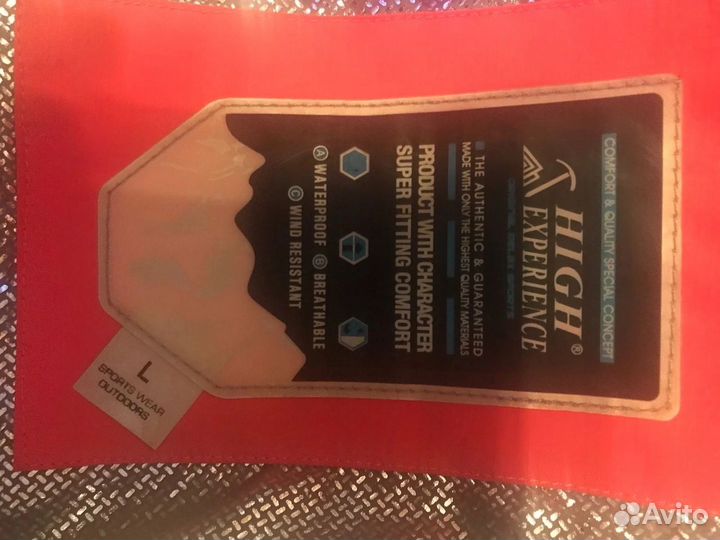 COMFORT & QUALITY SPECIAL CONCEPT
HIGH®
EXPERIENCE
THE AUTHENTIC & GUARANTEED
MADE WITH ONLY THE HIGHEST QUALITY MATERIALS
PRODUCT WITH CHARACTER
SUPER FITTING COMFORT
Ⓐ WATERPROOF Ⓑ BREATHABLE
Ⓒ WIND RESISTANT
L
SPORTS WEAR
OUTDOORS
Avito